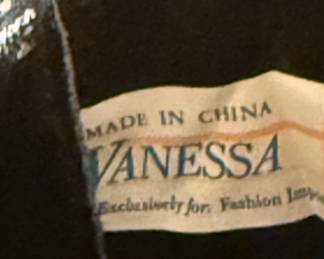 MADE IN CHINA
VANESSA
Exclusively for: Fashion